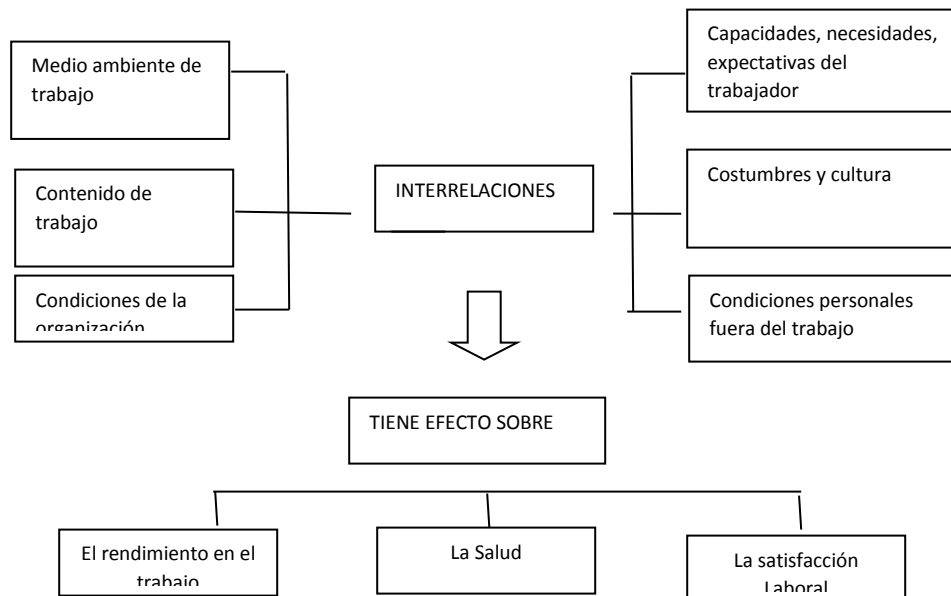 Medio ambiente de
trabajo
Contenido de
trabajo
Condiciones de la
organización
INTERRELACIONES
Capacidades, necesidades,
expectativas del
trabajador
Costumbres y cultura
Condiciones personales
fuera del trabajo
TIENE EFECTO SOBRE
El rendimiento en el
trabajo
La Salud
La satisfacción
Laboral